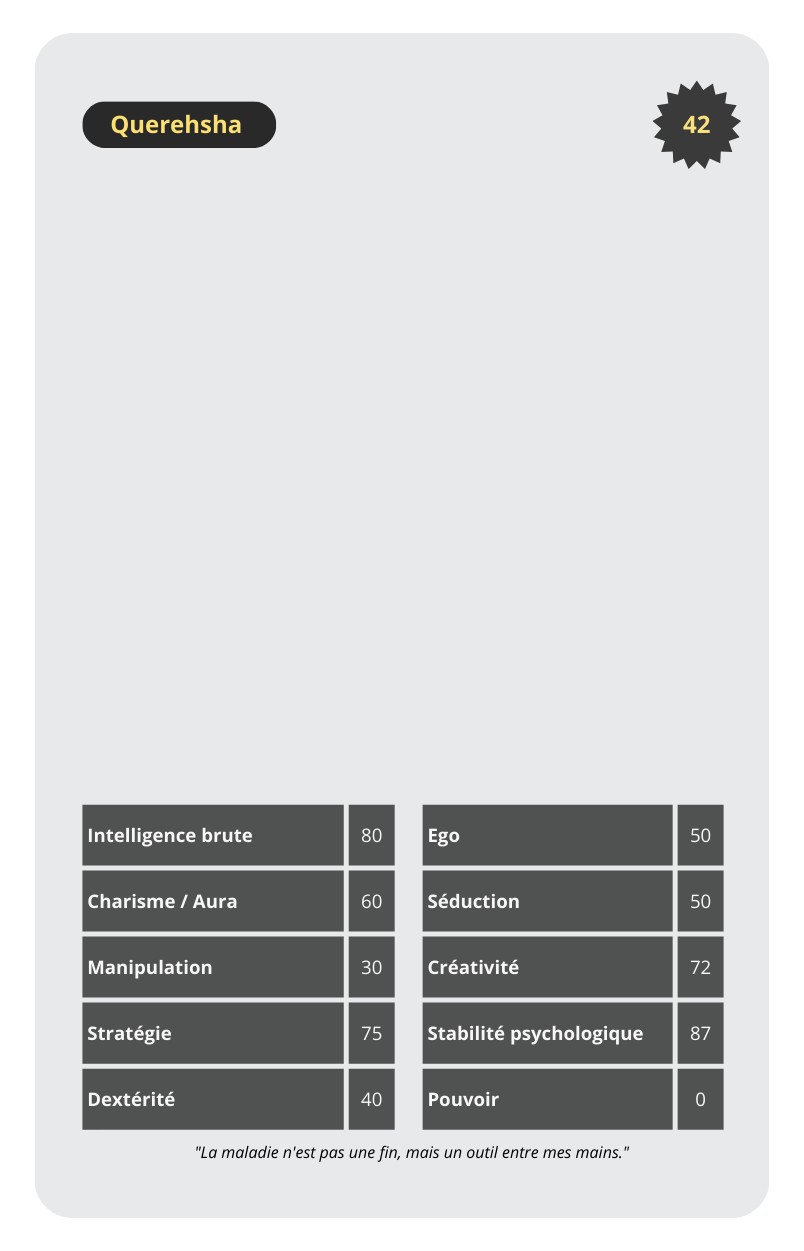 Querehsha
42
Intelligence brute 80
Charisme / Aura 60
Manipulation 30
Stratégie 75
Dextérité 40
Ego 50
Séduction 50
Créativité 72
Stabilité psychologique 87
Pouvoir 0
"La maladie n'est pas une fin, mais un outil entre mes mains."